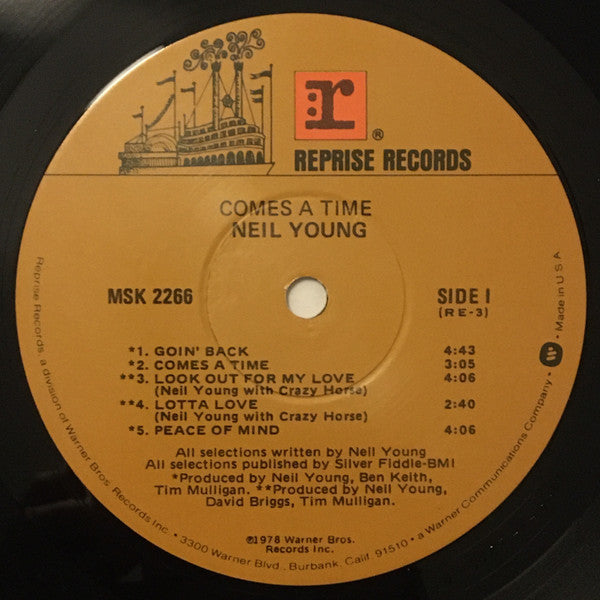 r
®
REPRISE RECORDS
COMES A TIME
NEIL YOUNG
MSK 2266
SIDE I
(RE-3)
*1. GOIN' BACK 4:43
*2. COMES A TIME 3:05
**3. LOOK OUT FOR MY LOVE 4:06
(Neil Young with Crazy Horse)
**4. LOTTA LOVE 2:40
(Neil Young with Crazy Horse)
*5. PEACE OF MIND 4:06
All selections written by Neil Young
All selections published by Silver Fiddle-BMI
*Produced by Neil Young, Ben Keith,
Tim Mulligan. **Produced by Neil Young,
David Briggs, Tim Mulligan.
℗1978 Warner Bros.
Records Inc.
Reprise Records, a division of Warner Bros. Records Inc. • 3300 Warner Blvd., Burbank, Calif. 91510 • a Warner Communications Company • W • Made in U S A